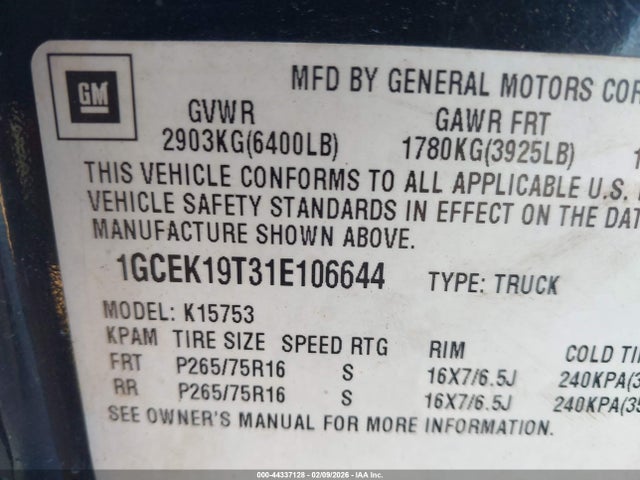 GM
MFD BY GENERAL MOTORS COR
GVWR GAWR FRT
2903KG(6400LB) 1780KG(3925LB) 1
THIS VEHICLE CONFORMS TO ALL APPLICABLE U.S.
VEHICLE SAFETY STANDARDS IN EFFECT ON THE DAT
MANUFACTURE SHOWN ABOVE.
1GCEK19T31E106644 TYPE: TRUCK
MODEL: K15753
KPAM TIRE SIZE SPEED RTG RIM COLD TI
FRT P265/75R16 S 16X7/6.5J 240KPA(3
RR P265/75R16 S 16X7/6.5J 240KPA(35
SEE OWNER'S MANUAL FOR MORE INFORMATION.
000-44337128 - 02/09/2026 - IAAI